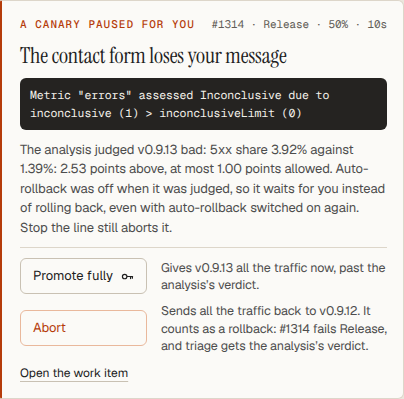 A CANARY PAUSED FOR YOU #1314 · Release · 50% · 10s
The contact form loses your message
Metric "errors" assessed Inconclusive due to
inconclusive (1) > inconclusiveLimit (0)
The analysis judged v0.9.13 bad: 5xx share 3.92% against
1.39%: 2.53 points above, at most 1.00 points allowed. Auto-
rollback was off when it was judged, so it waits for you instead
of rolling back, even with auto-rollback switched on again.
Stop the line still aborts it.
Promote fully
Gives v0.9.13 all the traffic now, past the
analysis's verdict.
Abort
Sends all the traffic back to v0.9.12. It
counts as a rollback: #1314 fails Release,
and triage gets the analysis's verdict.
Open the work item